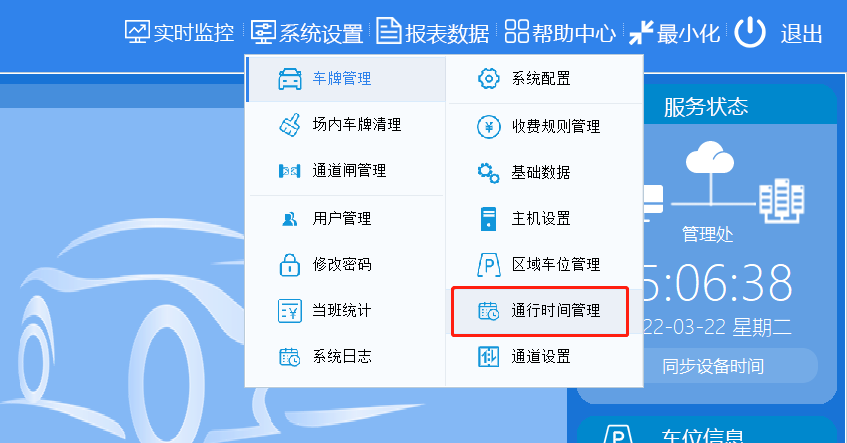 实时监控 系统设置 报表数据 帮助中心 最小化 退出
车牌管理
场内车牌清理
通道闸管理
用户管理
修改密码
当班统计
系统日志
系统配置
收费规则管理
基础数据
主机设置
区域车位管理
通行时间管理
通道设置
服务状态
管理处
5:06:38
22-03-22 星期二
同步设备时间
车位信息